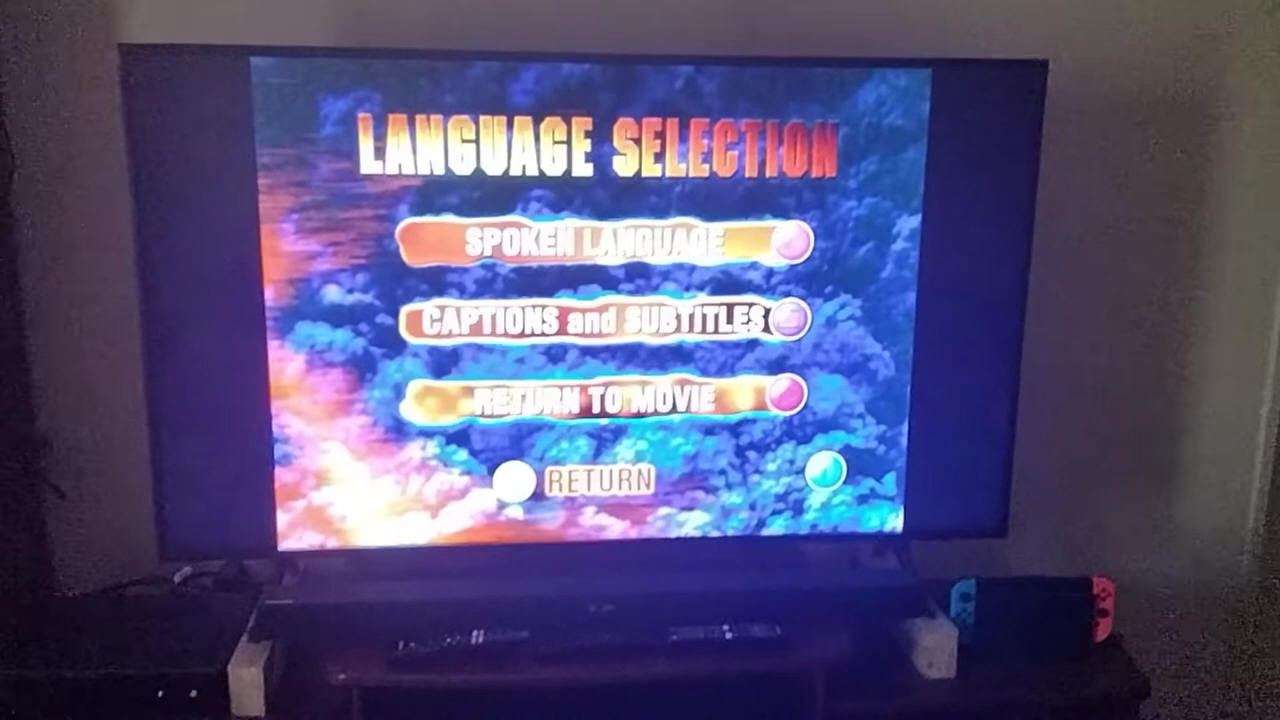 LANGUAGE SELECTION
SPOKEN LANGUAGE
CAPTIONS and SUBTITLES
RETURN TO MOVIE
RETURN